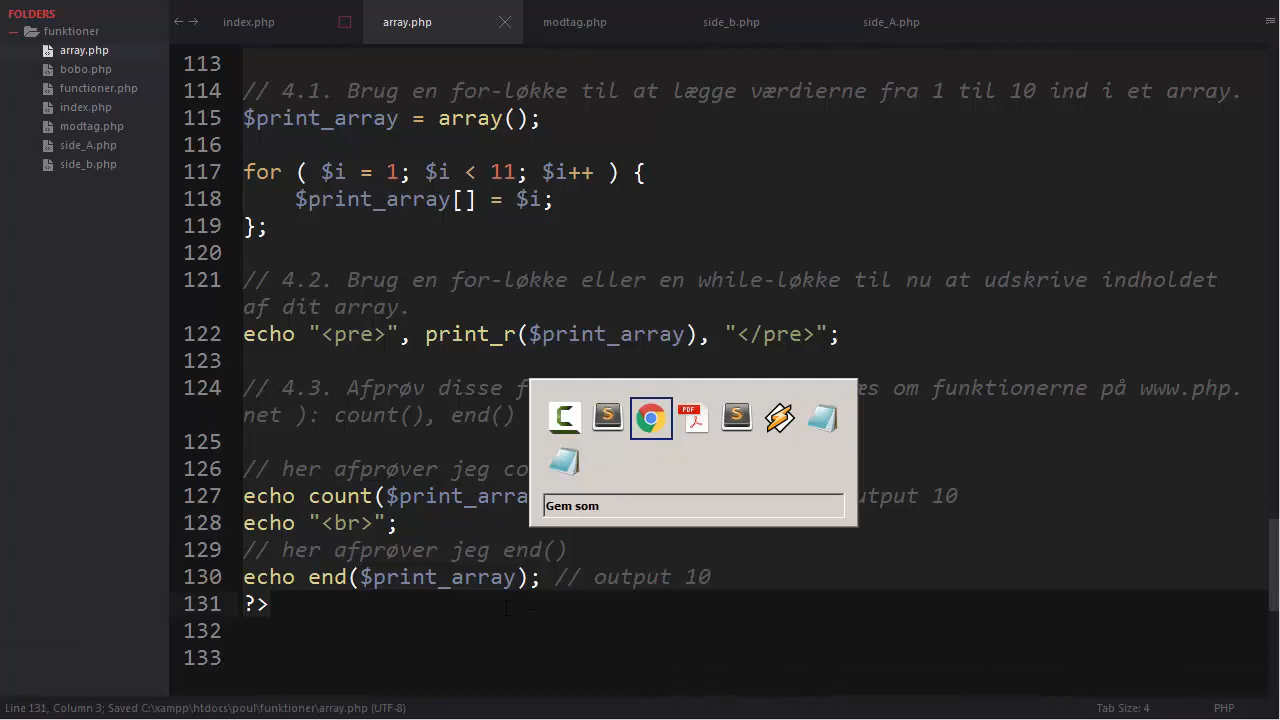 FOLDERS
funktioner
array.php
bobo.php
functioner.php
index.php
modtag.php
side_A.php
side_b.php
index.php
array.php
modtag.php
side_b.php
side_A.php
113
114 // 4.1. Brug en for-løkke til at lægge værdierne fra 1 til 10 ind i et array.
115 $print_array = array();
116
117 for ( $i = 1; $i < 11; $i++ ) {
118 $print_array[] = $i;
119 };
120
121 // 4.2. Brug en for-løkke eller en while-løkke til nu at udskrive indholdet
af dit array.
122 echo "<pre>", print_r($print_array), "</pre>";
123
124 // 4.3. Afprøv disse f om funktionerne på www.php.
net ): count(), end()
125
126 // her afprøver jeg co
127 echo count($print_arra utput 10
128 echo "<br>";
129 // her afprøver jeg end()
130 echo end($print_array); // output 10
131 ?>
132
133
PDF
Gem som
Line 131, Column 3; Saved C:\xampp\htdocs\poul\funktioner\array.php (UTF-8)
Tab Size: 4
PHP